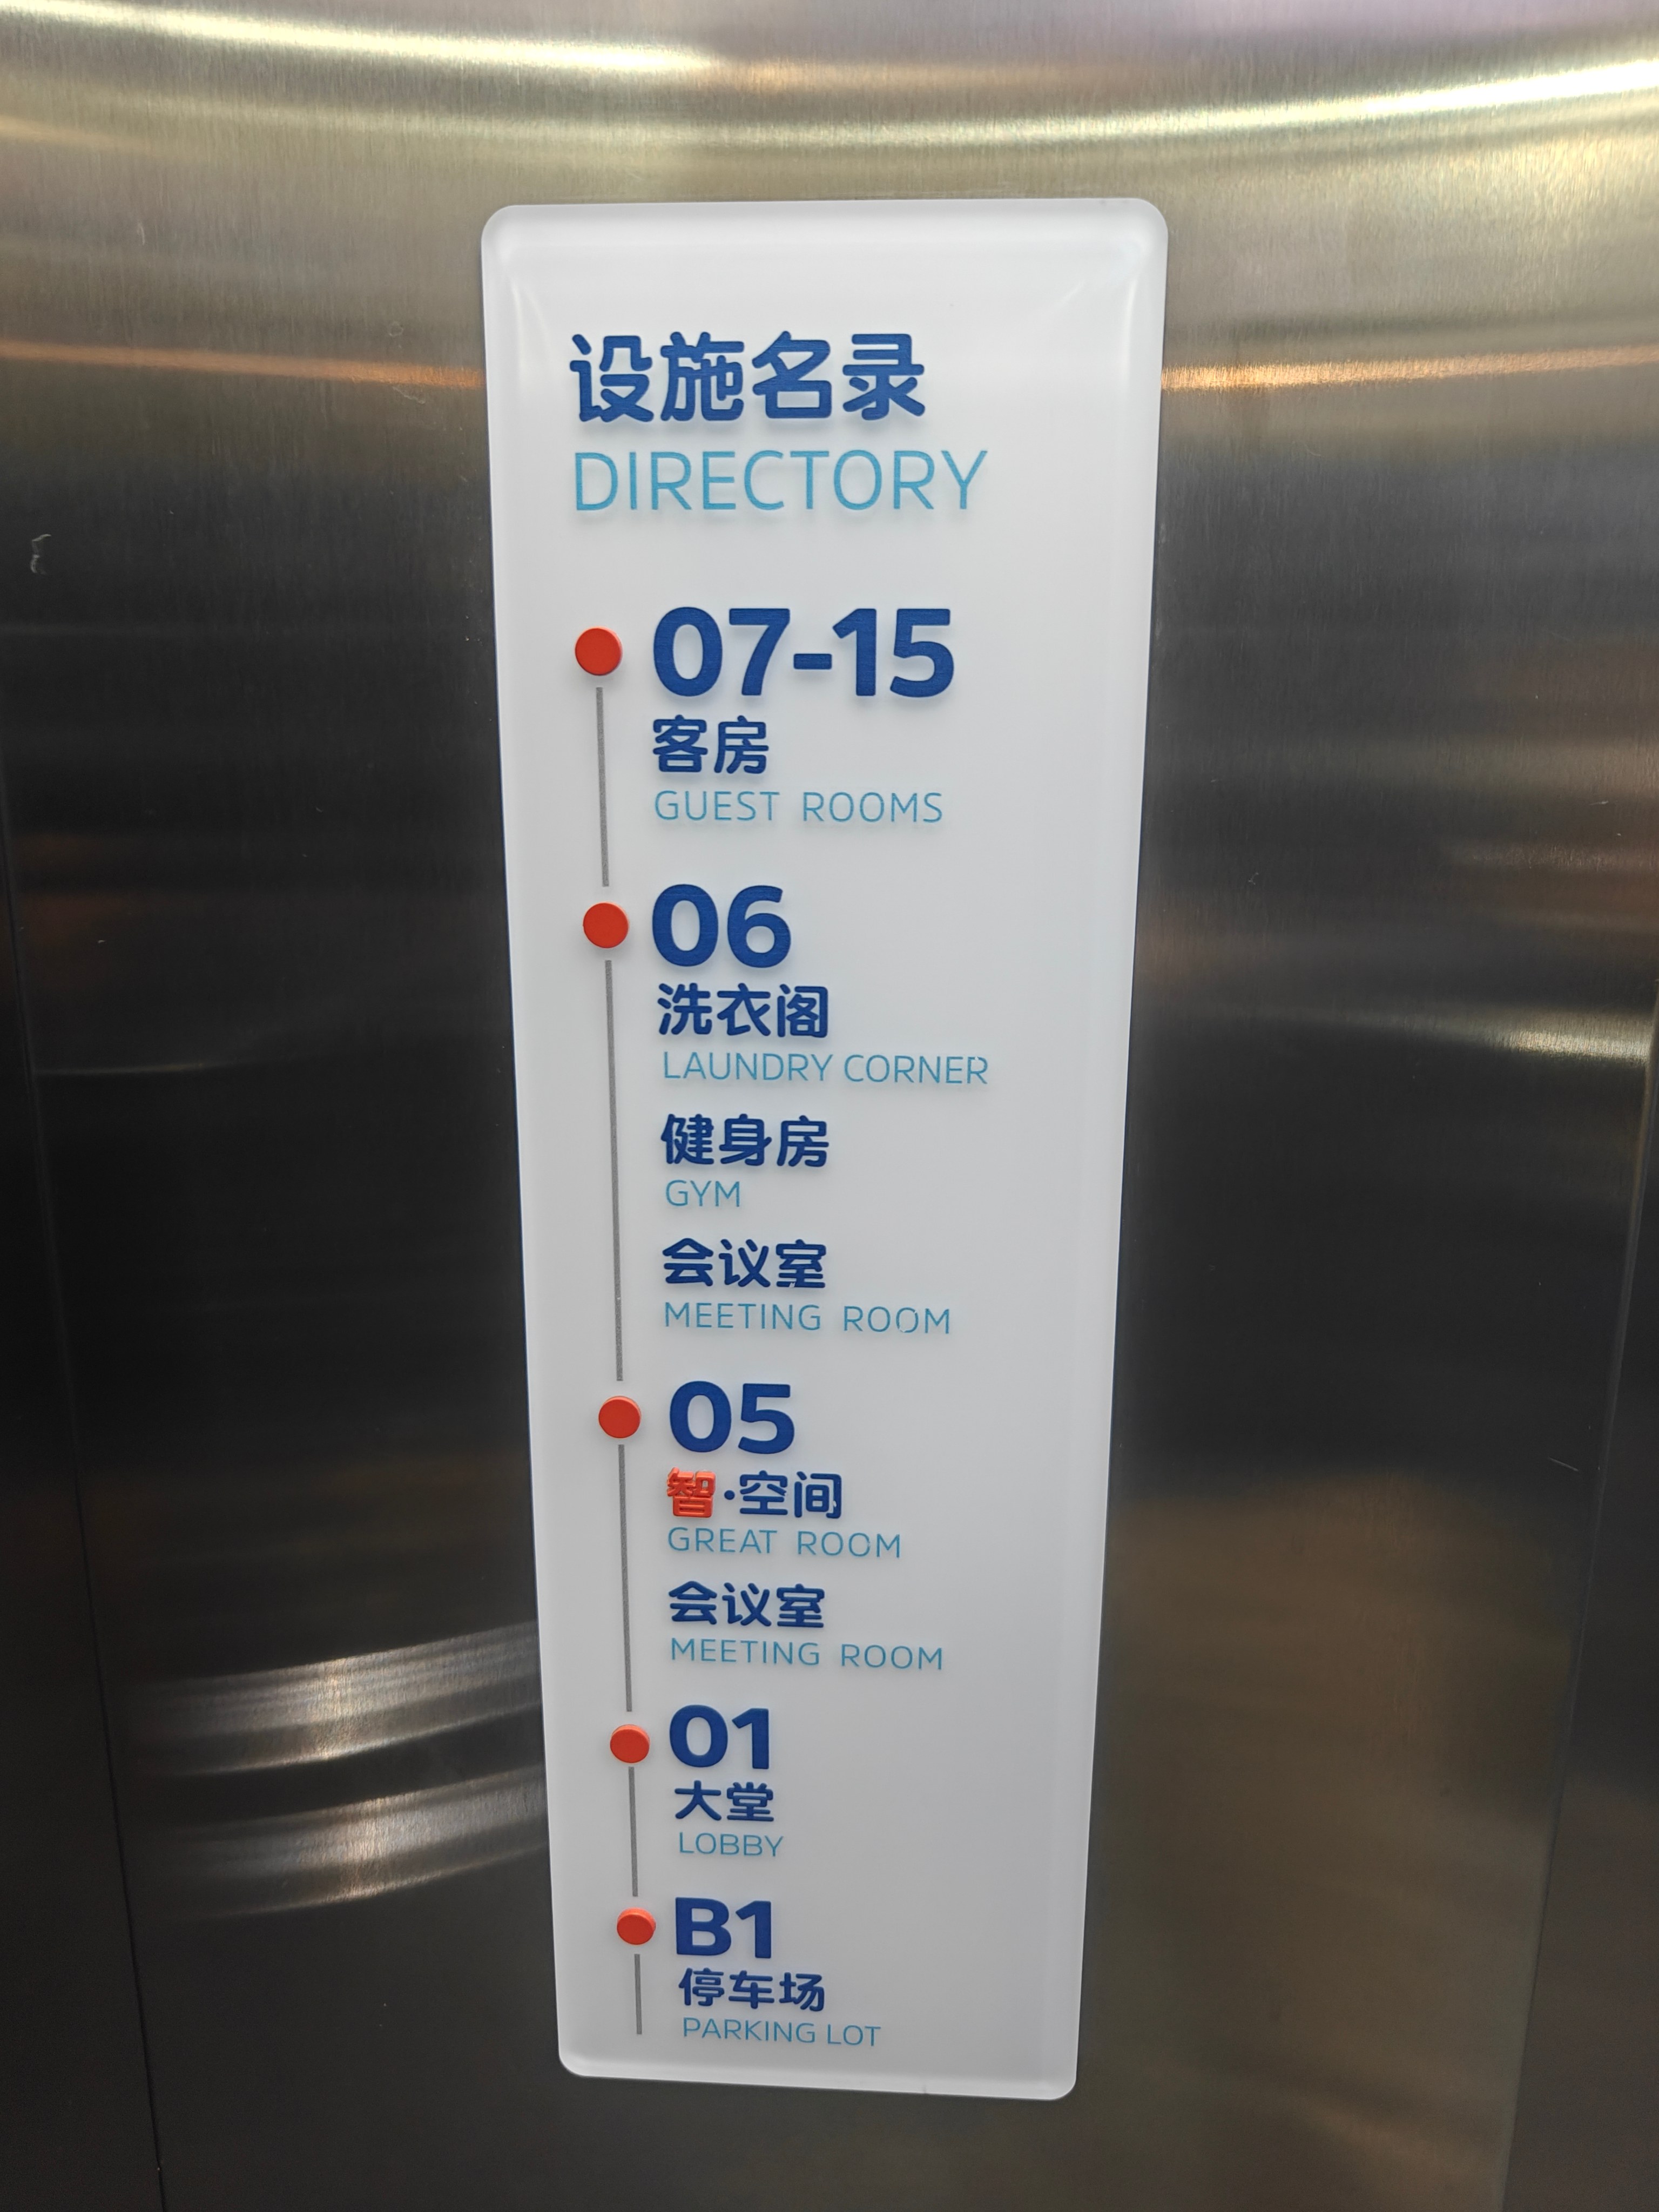 设施名录
DIRECTORY
07-15
客房
GUEST ROOMS
06
洗衣阁
LAUNDRY CORNER
健身房
GYM
会议室
MEETING ROOM
05
智·空间
GREAT ROOM
会议室
MEETING ROOM
01
大堂
LOBBY
B1
停车场
PARKING LOT